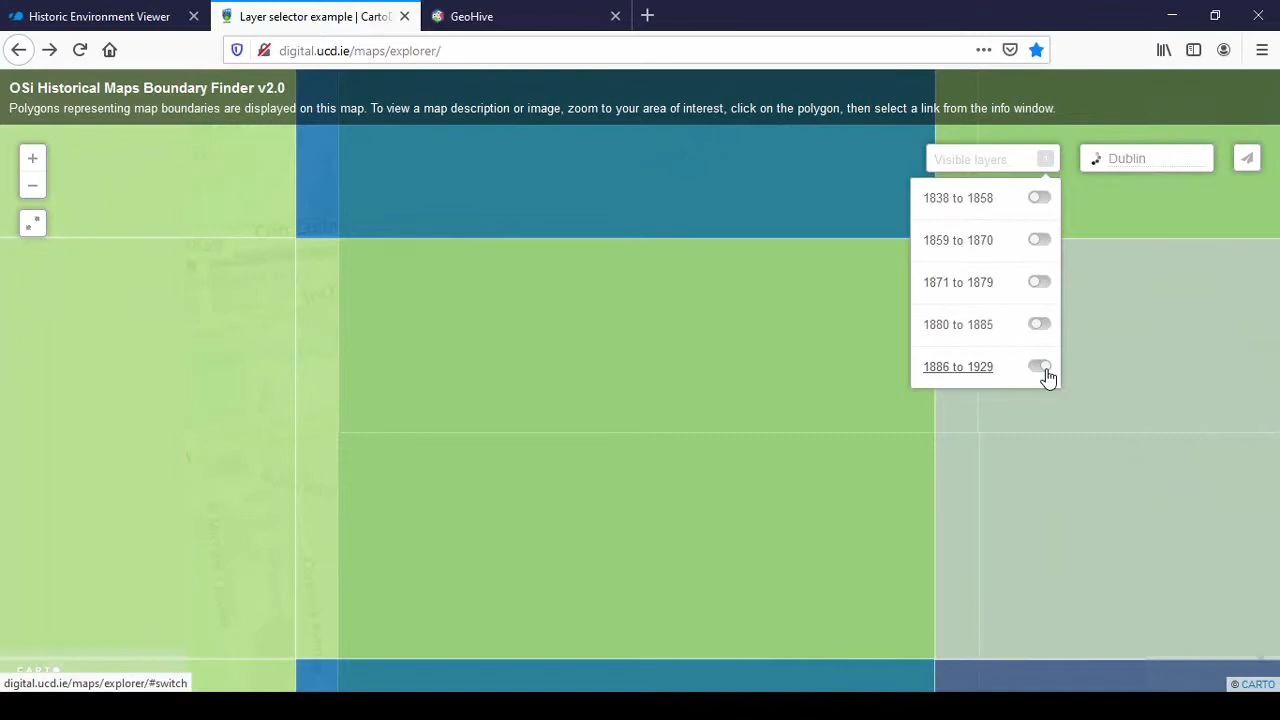 Historic Environment Viewer
Layer selector example | CartoD
GeoHive
digital.ucd.ie/maps/explorer/
OSi Historical Maps Boundary Finder v2.0
Polygons representing map boundaries are displayed on this map. To view a map description or image, zoom to your area of interest, click on the polygon, then select a link from the info window.
Visible layers 1
Dublin
1838 to 1858
1859 to 1870
1871 to 1879
1880 to 1885
1886 to 1929
CARTO
digital.ucd.ie/maps/explorer/#switch
© CARTO